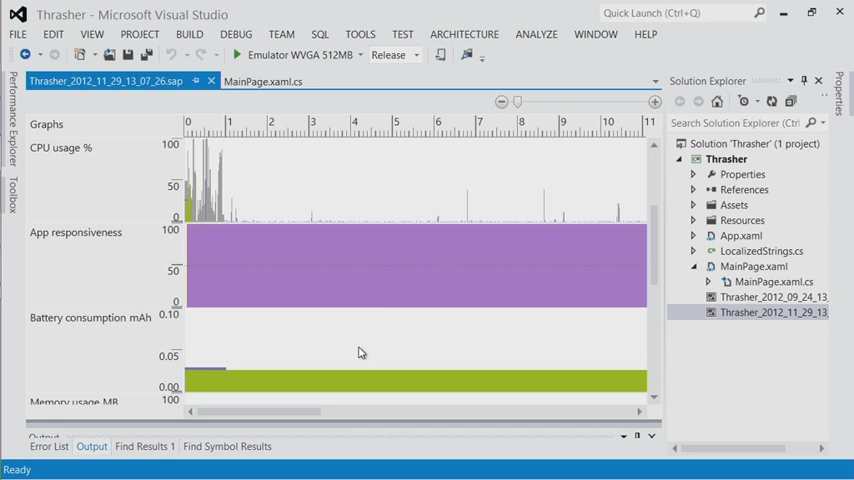 Thrasher - Microsoft Visual Studio
Quick Launch (Ctrl+Q)
FILE EDIT VIEW PROJECT BUILD DEBUG TEAM SQL TOOLS TEST ARCHITECTURE ANALYZE WINDOW HELP
Emulator WVGA 512MB Release
Performance Explorer
Toolbox
Thrasher_2012_11_29_13_07_26.sap
MainPage.xaml.cs
Graphs
0 1 2 3 4 5 6 7 8 9 10 11
CPU usage %
100
50
0
App responsiveness
100
50
0
Battery consumption mAh
0.10
0.05
0.00
Memory usage MB
100
Output
Error List Output Find Results 1 Find Symbol Results
Ready
Solution Explorer
Search Solution Explorer (Ctrl
Solution 'Thrasher' (1 project)
Thrasher
Properties
References
Assets
Resources
App.xaml
LocalizedStrings.cs
MainPage.xaml
MainPage.xaml.cs
Thrasher_2012_09_24_13_
Thrasher_2012_11_29_13_
Properties